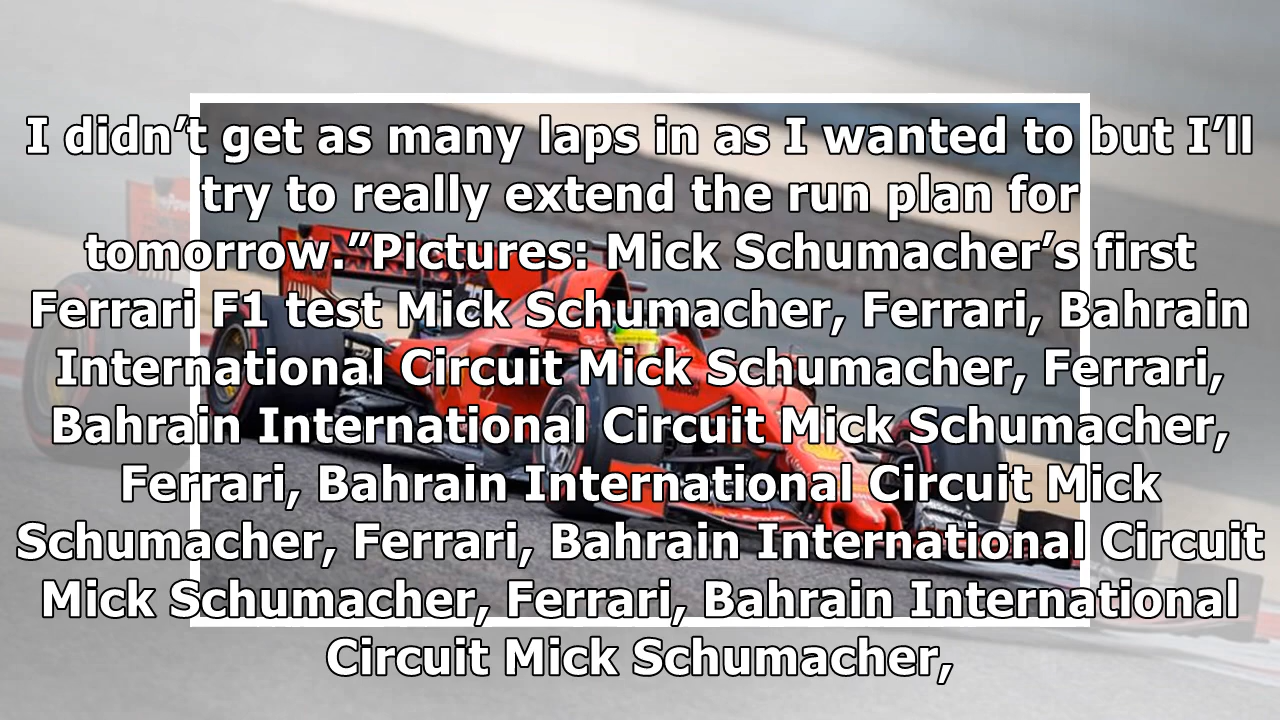 I didn’t get as many laps in as I wanted to but I’ll
try to really extend the run plan for
tomorrow.”Pictures: Mick Schumacher’s first
Ferrari F1 test Mick Schumacher, Ferrari, Bahrain
International Circuit Mick Schumacher, Ferrari,
Bahrain International Circuit Mick Schumacher,
Ferrari, Bahrain International Circuit Mick
Schumacher, Ferrari, Bahrain International Circuit
Mick Schumacher, Ferrari, Bahrain International
Circuit Mick Schumacher,